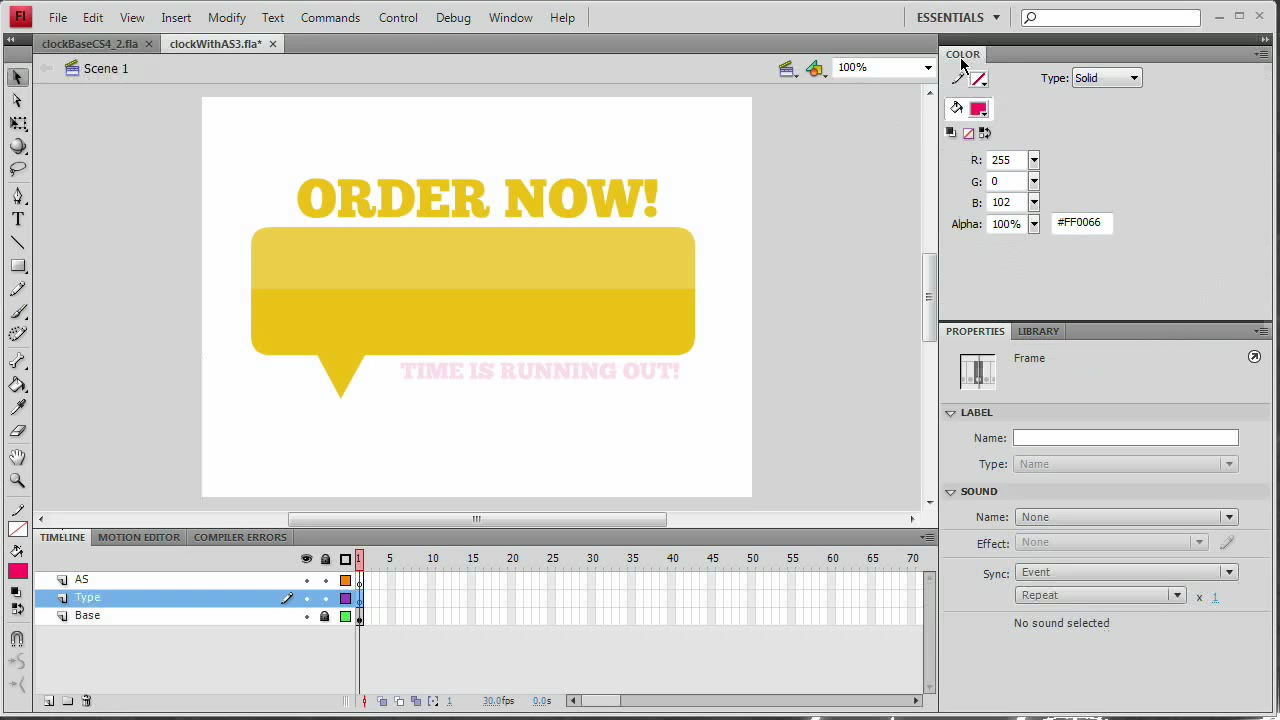 Fl File Edit View Insert Modify Text Commands Control Debug Window Help ESSENTIALS
clockBaseCS4_2.fla clockWithAS3.fla*
Scene 1 100%
COLOR
Type: Solid
R: 255
G: 0
B: 102
Alpha: 100% #FF0066
ORDER NOW!
TIME IS RUNNING OUT!
PROPERTIES LIBRARY
Frame
LABEL
Name:
Type: Name
SOUND
Name: None
Effect: None
Sync: Event
Repeat x 1
No sound selected
TIMELINE MOTION EDITOR COMPILER ERRORS
1 5 10 15 20 25 30 35 40 45 50 55 60 65 70
AS
Type
Base
1 30.0fps 0.0s